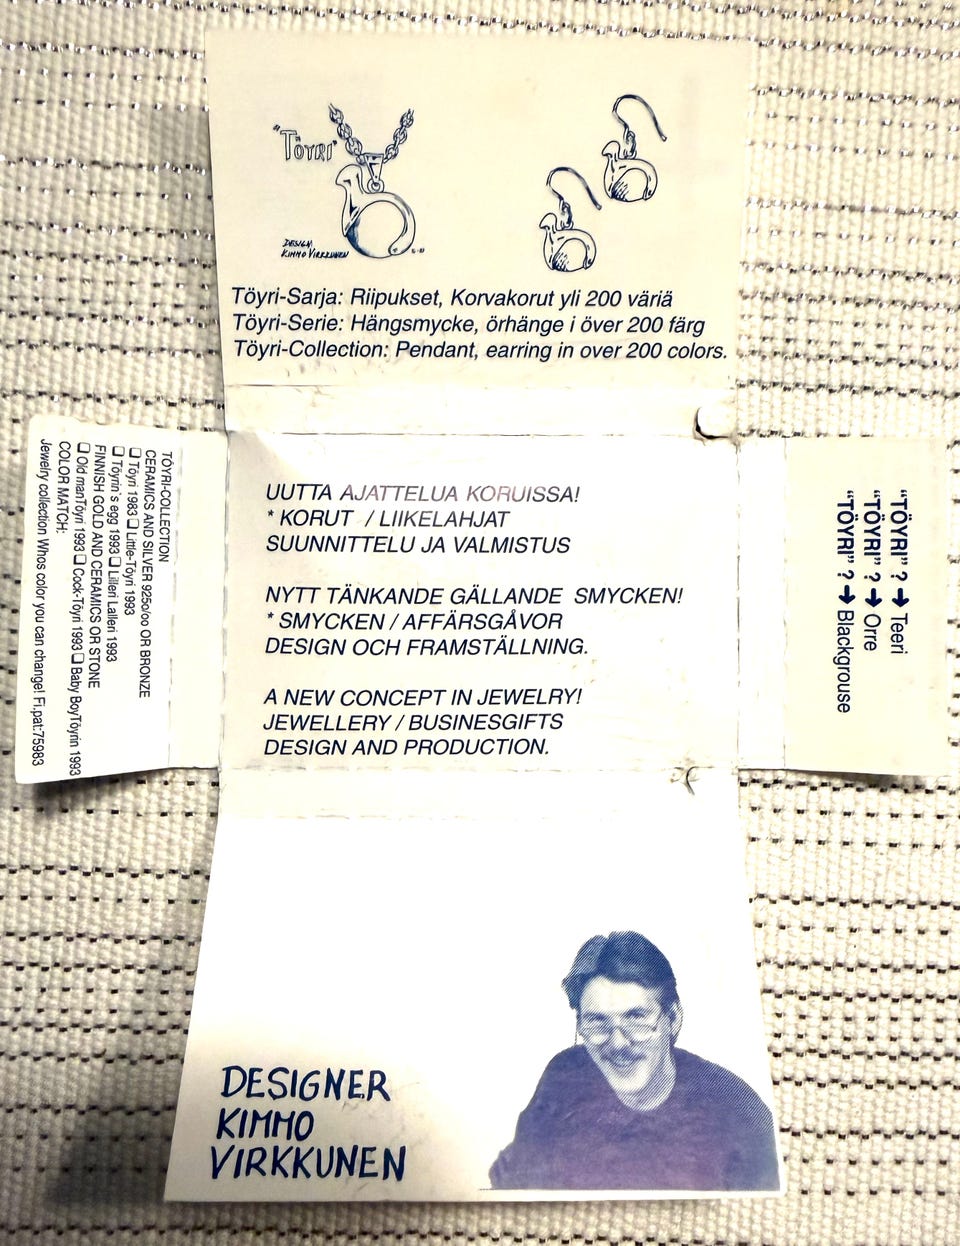 "TÖYRI"
DESIGN
KIMMO VIRKKUNEN
Töyri-Sarja: Riipukset, Korvakorut yli 200 väriä
Töyri-Serie: Hängsmycke, örhänge i över 200 färg
Töyri-Collection: Pendant, earring in over 200 colors.
UUTTA AJATTELUA KORUISSA!
* KORUT / LIIKELAHJAT
SUUNNITTELU JA VALMISTUS
NYTT TÄNKANDE GÄLLANDE SMYCKEN!
* SMYCKEN / AFFÄRSGÅVOR
DESIGN OCH FRAMSTÄLLNING.
A NEW CONCEPT IN JEWELRY!
JEWELLERY / BUSINESGIFTS
DESIGN AND PRODUCTION.
TÖYRI-COLLECTION
CERAMICS AND SILVER 925o/oo OR BRONZE
❏ Töyri 1983 ❏ Little-Töyri 1993
❏ Töyrin`s egg 1993 ❏ Lilleri Lalleri 1993
FINNISH GOLD AND CERAMICS OR STONE
❏ Old manTöyri 1993 ❏ Cock-Töyri 1993 ❏ Baby BoyTöyrin 1993
COLOR MATCH:
Jewelry collection Whos color you can change! Fi.pat:75983
"TÖYRI" ? ➔ Teeri
"TÖYRI" ? ➔ Orre
"TÖYRI" ? ➔ Blackgrouse
DESIGNER
KIMMO
VIRKKUNEN